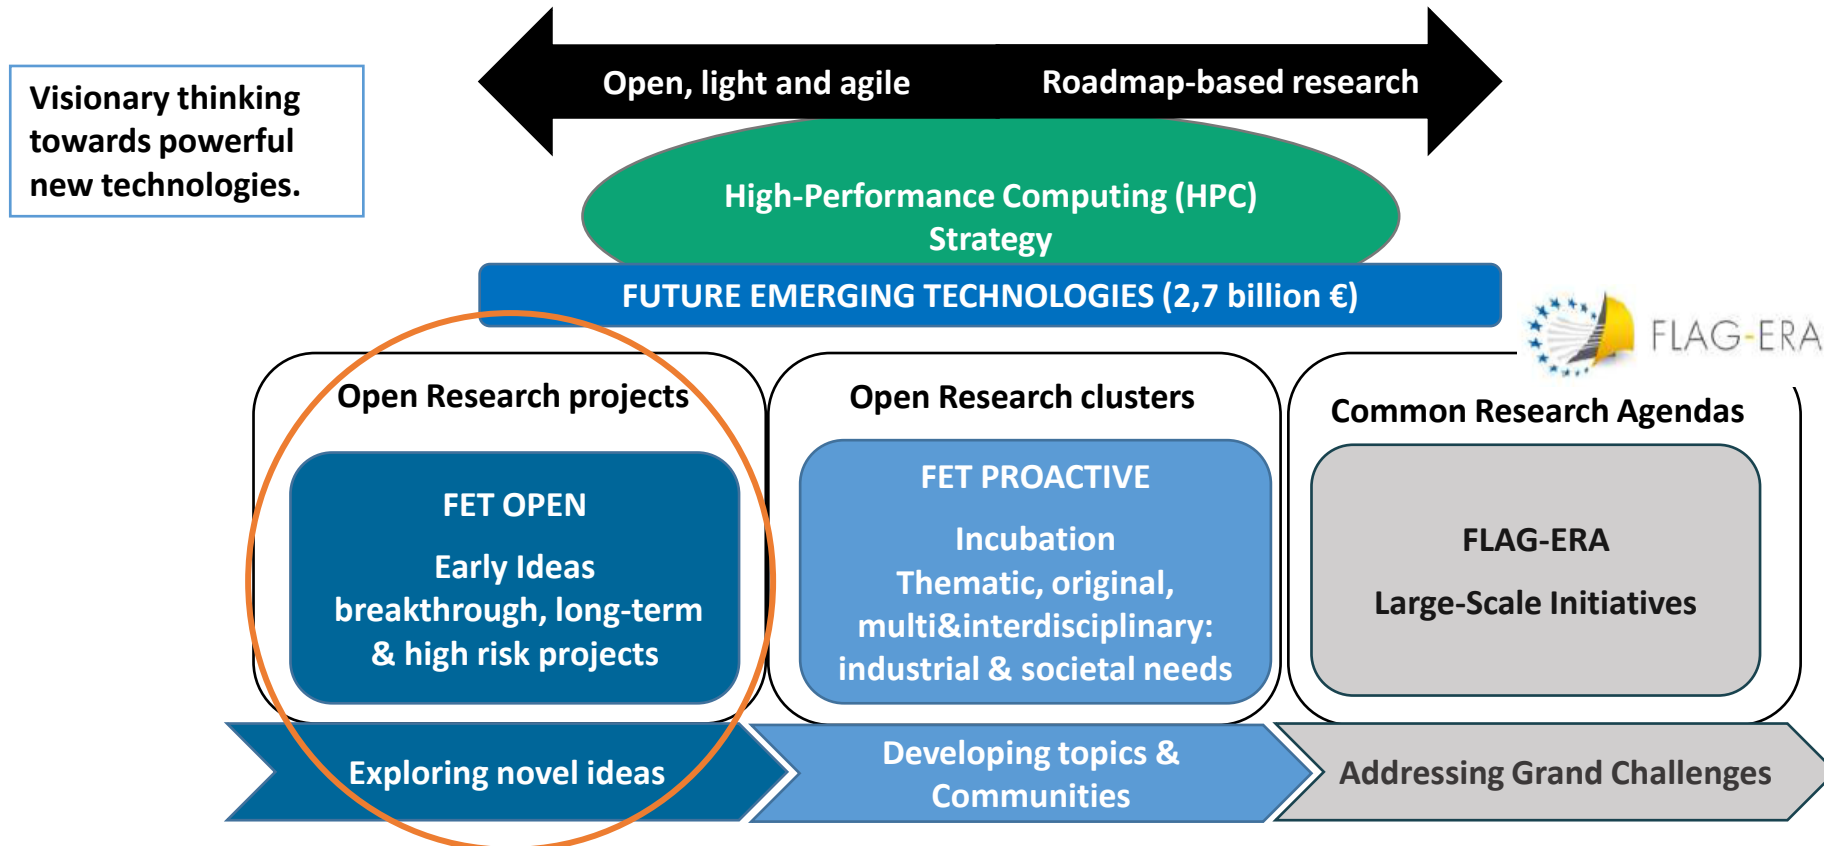 Visionary thinking
towards powerful
new technologies.
Open, light and agile
Roadmap-based research
High-Performance Computing (HPC)
Strategy
FUTURE EMERGING TECHNOLOGIES (2,7 billion €)
FLAG-ERA
Open Research projects
FET OPEN
Early Ideas
breakthrough, long-term
& high risk projects
Exploring novel ideas
Open Research clusters
FET PROACTIVE
Incubation
Thematic, original,
multi&interdisciplinary:
industrial & societal needs
Developing topics &
Communities
Common Research Agendas
FLAG-ERA
Large-Scale Initiatives
Addressing Grand Challenges